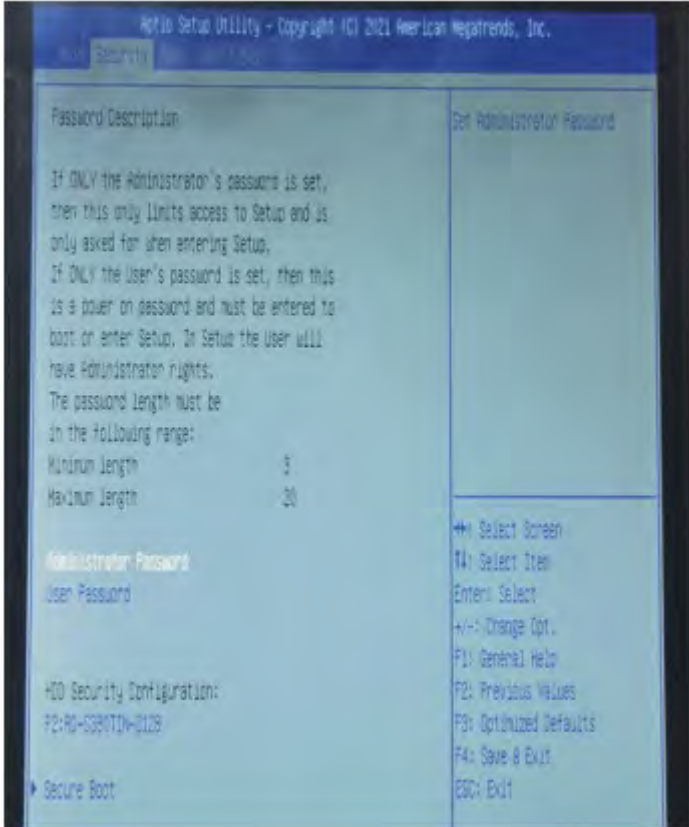 Aptio Setup Utility - Copyright (C) 2021 American Megatrends, Inc.
Security
Password Description
If ONLY the Administrator's password is set,
then this only limits access to Setup and is
only asked for when entering Setup.
If ONLY the User's password is set, then this
is a power on password and must be entered to
boot or enter Setup. In Setup the User will
have Administrator rights.
The password length must be
in the following range:
Minimum length 3
Maximum length 20
Administrator Password
User Password
HDD Security Configuration:
Secure Boot
Set Administrator Password
: Select Screen
↑↓: Select Item
Enter: Select
+/-: Change Opt.
F1: General Help
F2: Previous Values
F3: Optimized Defaults
F4: Save & Exit
ESC: Exit